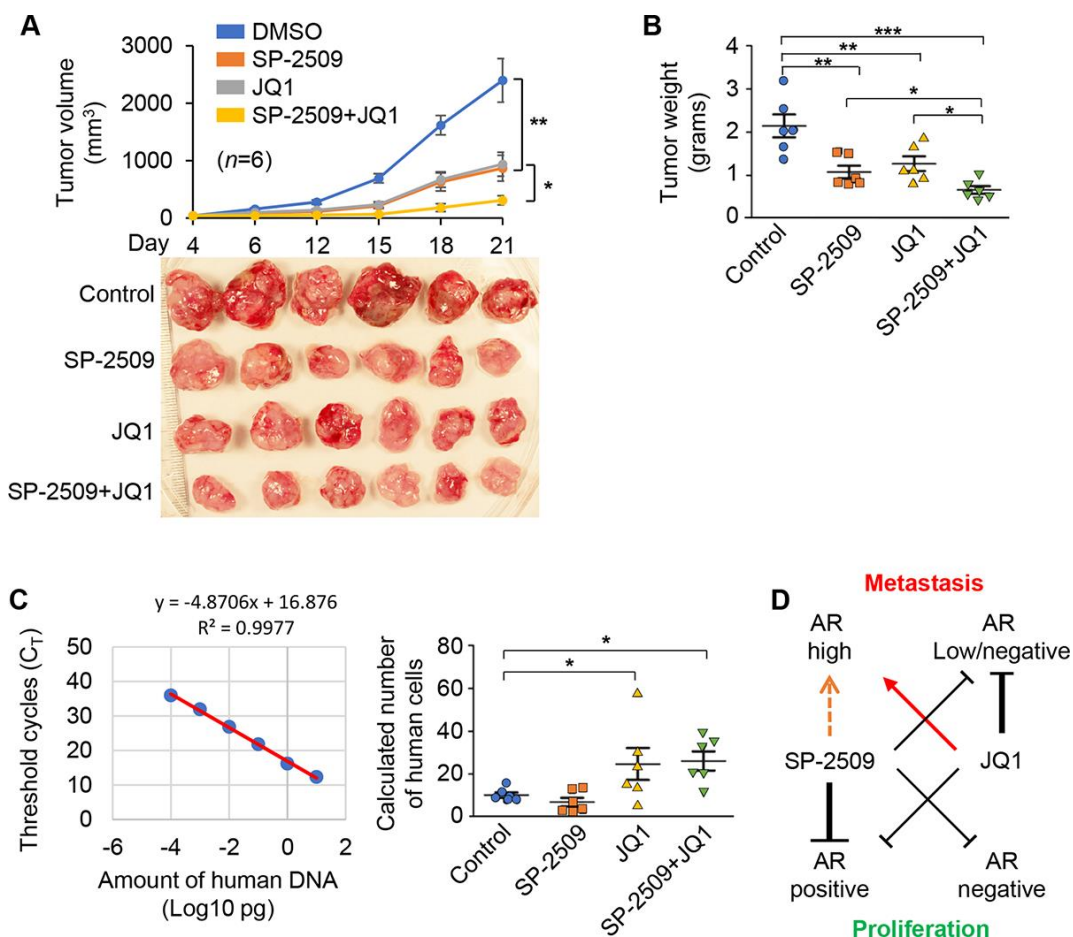 A
DMSO
SP-2509
JQ1
SP-2509+JQ1
(n=6)
Tumor volume
(mm³)
3000
2000
1000
0
**
*
Day 4 6 12 15 18 21
Control
SP-2509
JQ1
SP-2509+JQ1
B
Tumor weight
(grams)
4
3
2
1
0
***
**
**
*
*
Control
SP-2509
JQ1
SP-2509+JQ1
C
y = -4.8706x + 16.876
R² = 0.9977
Threshold cycles (CT)
50
40
30
20
10
0
-6 -4 -2 0 2
Amount of human DNA
(Log10 pg)
Calculated number
of human cells
80
60
40
20
0
*
*
Control
SP-2509
JQ1
SP-2509+JQ1
D
Metastasis
AR
high
AR
Low/negative
SP-2509
JQ1
AR
positive
AR
negative
Proliferation